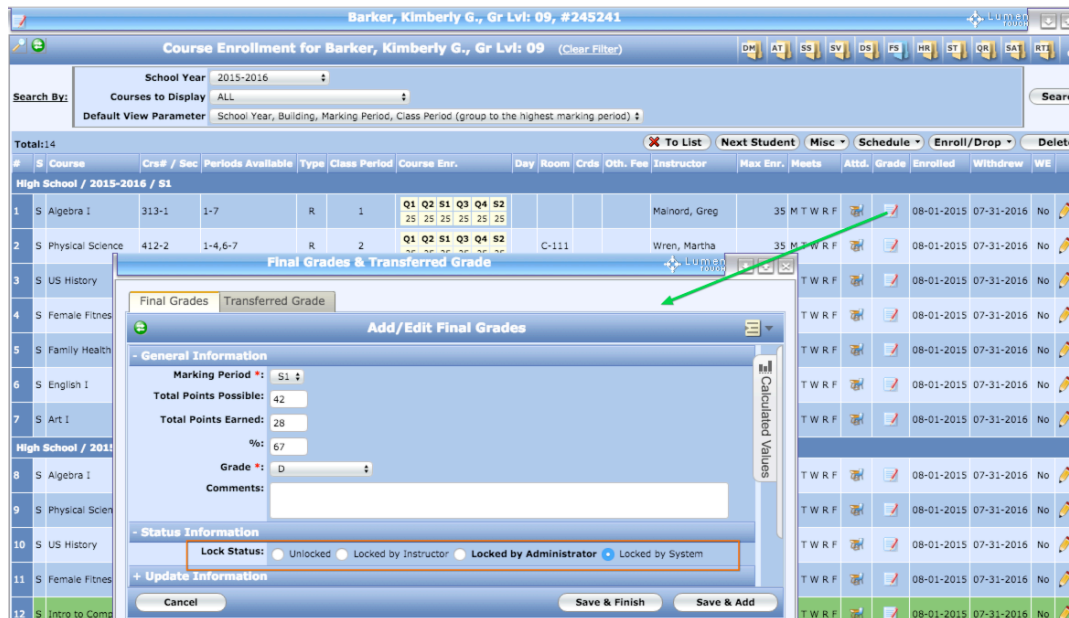 Barker, Kimberly G., Gr Lvl: 09, #245241
Lumen TOUCH
Course Enrollment for Barker, Kimberly G., Gr Lvl: 09 (Clear Filter)
DM AT SS SV DS FS HR ST QR SAT RTI
School Year 2015-2016
Search By: Courses to Display ALL
Default View Parameter School Year, Building, Marking Period, Class Period (group to the highest marking period)
Sear
Total:14 To List Next Student Misc Schedule Enroll/Drop Delet
# S Course Crs# / Sec Periods Available Type Class Period Course Enr. Day Room Crds Oth. Fee Instructor Max Enr. Meets Attd. Grade Enrolled Withdrew WE
High School / 2015-2016 / S1
Q1 Q2 S1 Q3 Q4 S2
1 S Algebra I 313-1 1-7 R 1 25 25 25 25 25 25 Mainord, Greg 35 M T W R F 08-01-2015 07-31-2016 No
Q1 Q2 S1 Q3 Q4 S2
2 S Physical Science 412-2 1-4,6-7 R 2 C-111 Wren, Martha 35 M T W R F 08-01-2015 07-31-2016 No
3 S US History T W R F 08-01-2015 07-31-2016 No
4 S Female Fitnes T W R F 08-01-2015 07-31-2016 No
5 S Family Health T W R F 08-01-2015 07-31-2016 No
6 S English I T W R F 08-01-2015 07-31-2016 No
7 S Art I T W R F 08-01-2015 07-31-2016 No
High School / 201
8 S Algebra I T W R F 08-01-2015 07-31-2016 No
9 S Physical Scien T W R F 08-01-2015 07-31-2016 No
10 S US History T W R F 08-01-2015 07-31-2016 No
11 S Female Fitnes T W R F 08-01-2015 07-31-2016 No
12 S Intro to Comp T W R F 08-01-2015 07-31-2016 No
Final Grades & Transferred Grade
Lumen TOUCH
Final Grades Transferred Grade
Add/Edit Final Grades
- General Information
Marking Period *: S1
Total Points Possible: 42
Total Points Earned: 28
%: 67
Grade *: D
Comments:
Calculated Values
- Status Information
Lock Status: Unlocked Locked by Instructor Locked by Administrator Locked by System
+ Update Information
Cancel Save & Finish Save & Add